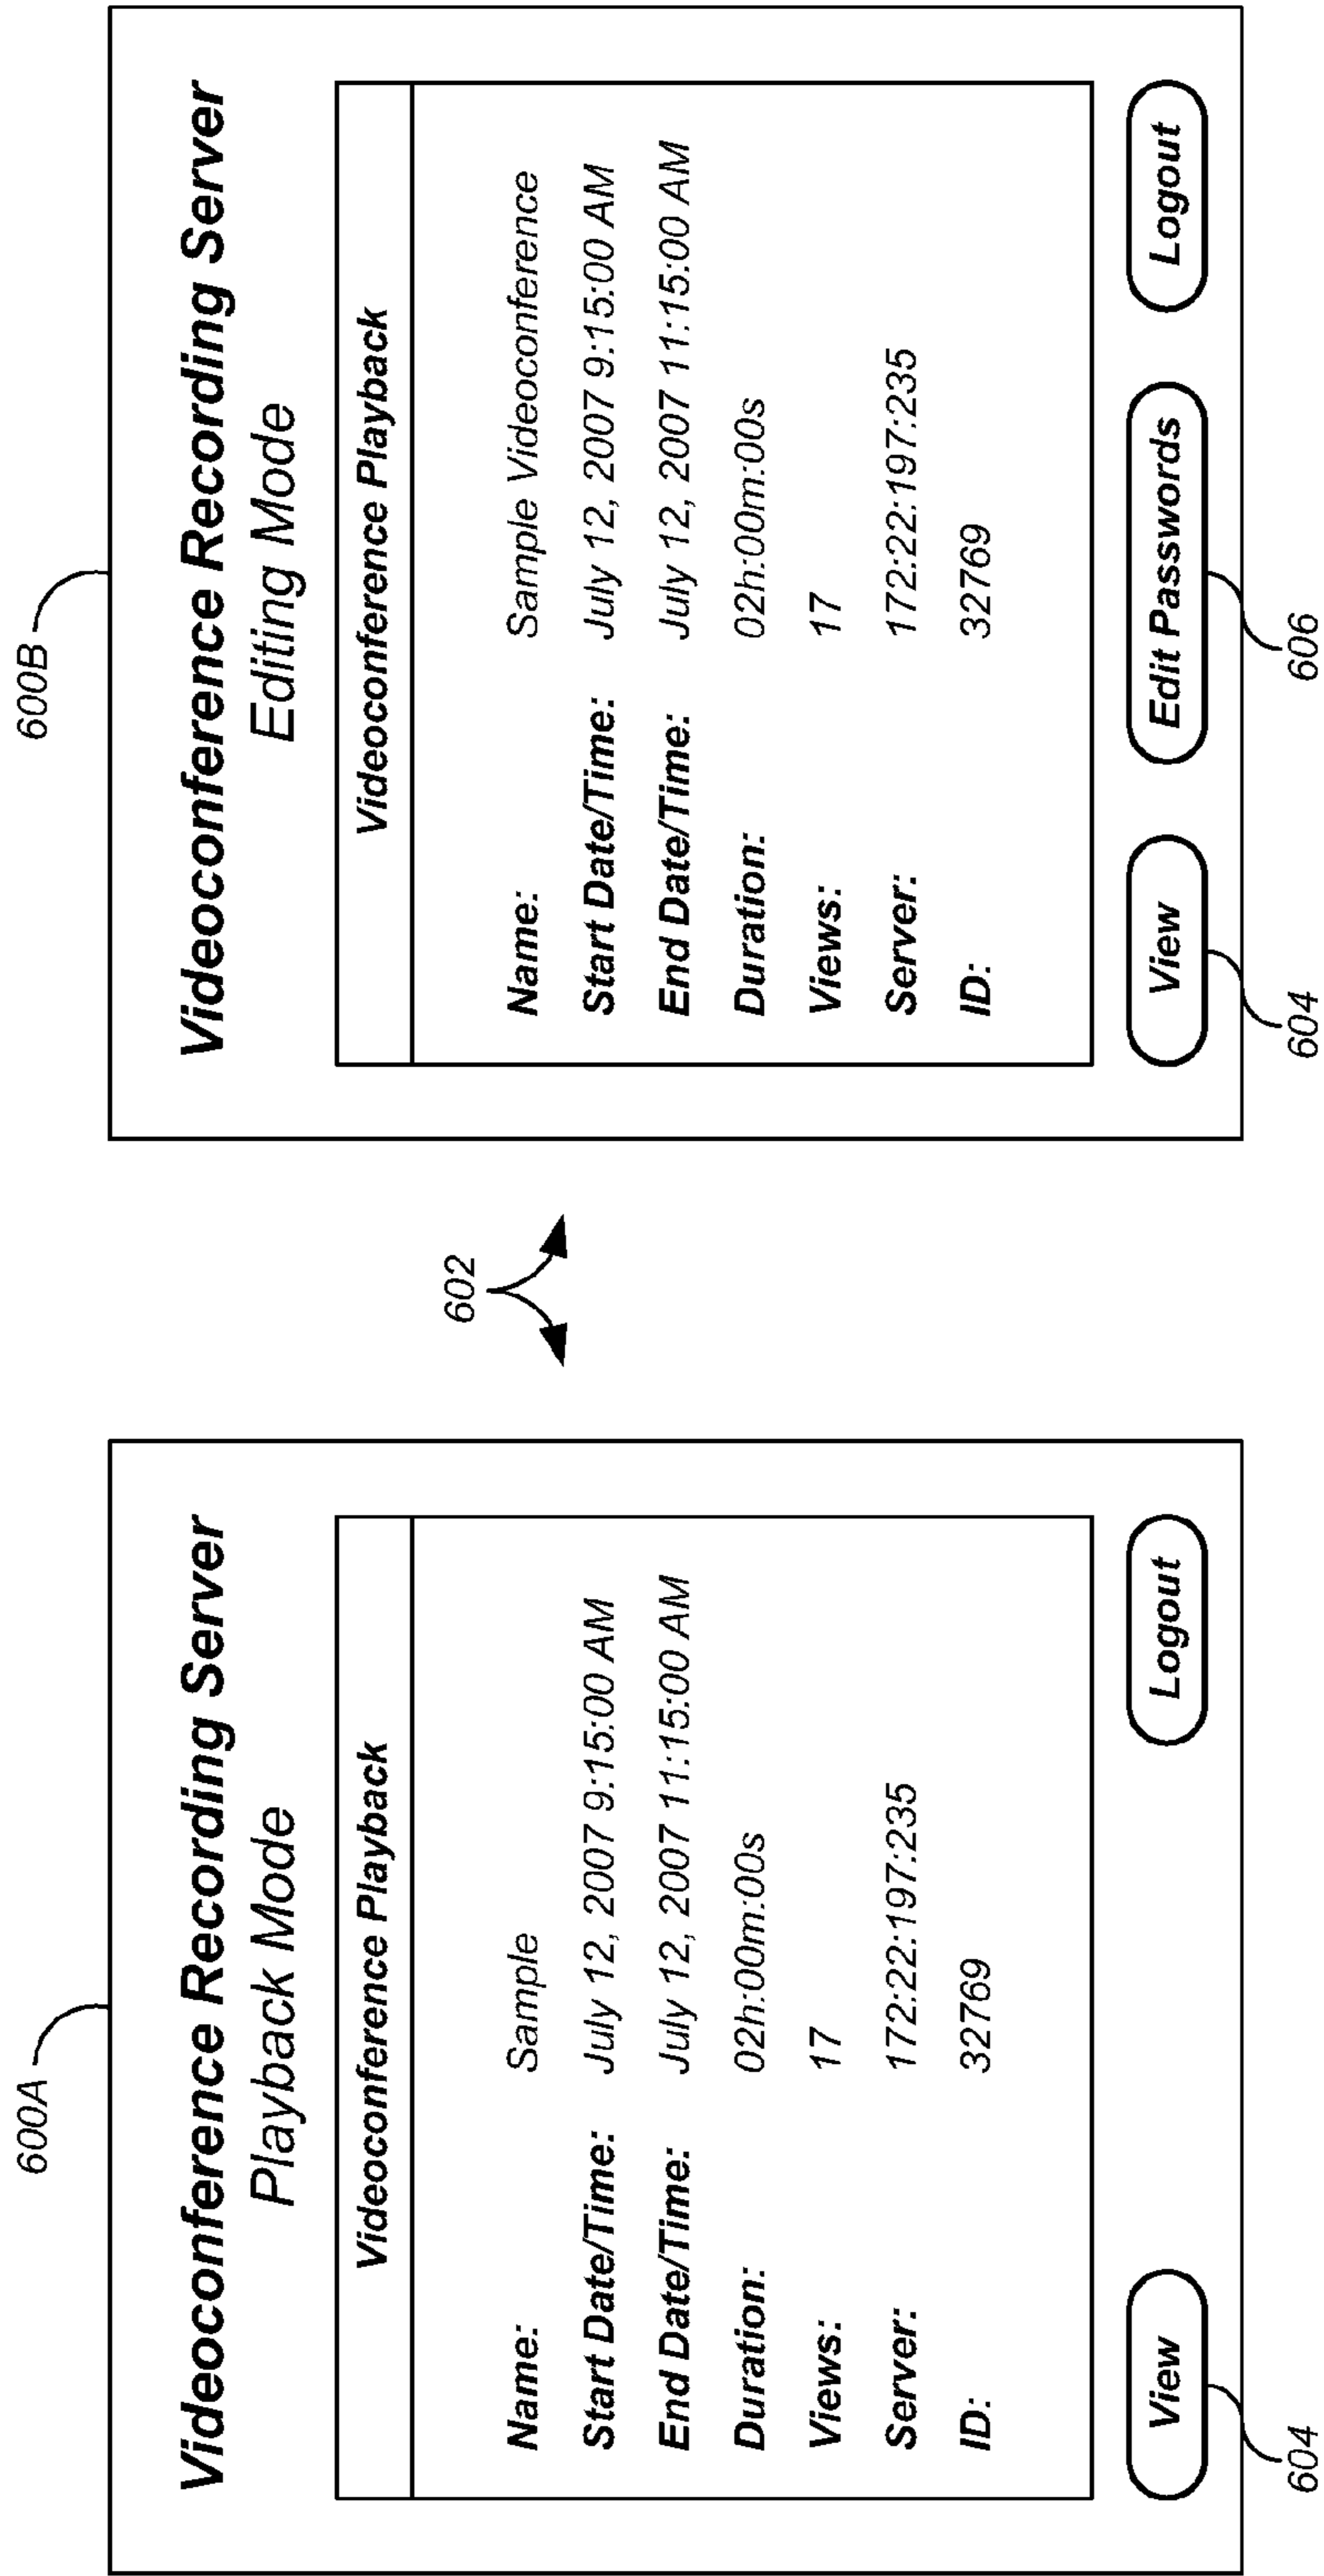 600A
Videoconference Recording Server
Playback Mode
Videoconference Playback
Name: Sample
Start Date/Time: July 12, 2007 9:15:00 AM
End Date/Time: July 12, 2007 11:15:00 AM
Duration: 02h:00m:00s
Views: 17
Server: 172:22:197:235
ID: 32769
View Logout
604
602
600B
Videoconference Recording Server
Editing Mode
Videoconference Playback
Name: Sample Videoconference
Start Date/Time: July 12, 2007 9:15:00 AM
End Date/Time: July 12, 2007 11:15:00 AM
Duration: 02h:00m:00s
Views: 17
Server: 172:22:197:235
ID: 32769
View Edit Passwords Logout
604 606